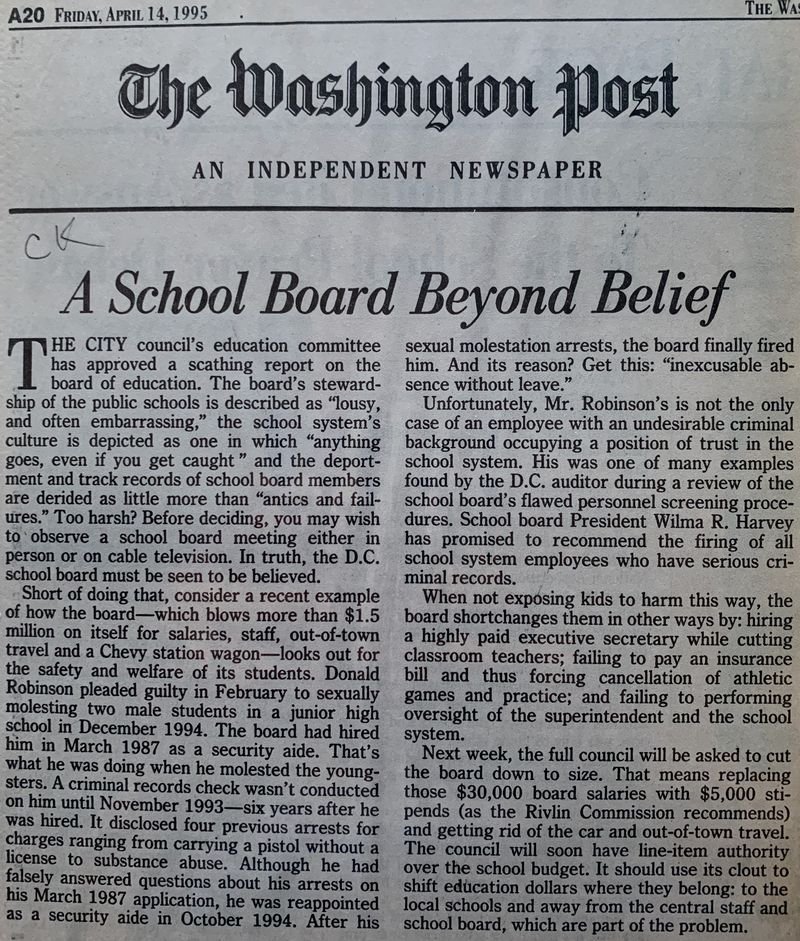 A20 FRIDAY, APRIL 14, 1995
THE WAS
The Washington Post
AN INDEPENDENT NEWSPAPER
CK
A School Board Beyond Belief
THE CITY council's education committee
has approved a scathing report on the
board of education. The board's steward-
ship of the public schools is described as “lousy,
and often embarrassing,” the school system's
culture is depicted as one in which “anything
goes, even if you get caught ” and the deport-
ment and track records of school board members
are derided as little more than “antics and fail-
ures.” Too harsh? Before deciding, you may wish
to observe a school board meeting either in
person or on cable television. In truth, the D.C.
school board must be seen to be believed.
Short of doing that, consider a recent example
of how the board—which blows more than $1.5
million on itself for salaries, staff, out-of-town
travel and a Chevy station wagon—looks out for
the safety and welfare of its students. Donald
Robinson pleaded guilty in February to sexually
molesting two male students in a junior high
school in December 1994. The board had hired
him in March 1987 as a security aide. That's
what he was doing when he molested the young-
sters. A criminal records check wasn't conducted
on him until November 1993—six years after he
was hired. It disclosed four previous arrests for
charges ranging from carrying a pistol without a
license to substance abuse. Although he had
falsely answered questions about his arrests on
his March 1987 application, he was reappointed
as a security aide in October 1994. After his
sexual molestation arrests, the board finally fired
him. And its reason? Get this: “inexcusable ab-
sence without leave.”
Unfortunately, Mr. Robinson's is not the only
case of an employee with an undesirable criminal
background occupying a position of trust in the
school system. His was one of many examples
found by the D.C. auditor during a review of the
school board's flawed personnel screening proce-
dures. School board President Wilma R. Harvey
has promised to recommend the firing of all
school system employees who have serious cri-
minal records.
When not exposing kids to harm this way, the
board shortchanges them in other ways by: hiring
a highly paid executive secretary while cutting
classroom teachers; failing to pay an insurance
bill and thus forcing cancellation of athletic
games and practice; and failing to performing
oversight of the superintendent and the school
system.
Next week, the full council will be asked to cut
the board down to size. That means replacing
those $30,000 board salaries with $5,000 sti-
pends (as the Rivlin Commission recommends)
and getting rid of the car and out-of-town travel.
The council will soon have line-item authority
over the school budget. It should use its clout to
shift education dollars where they belong: to the
local schools and away from the central staff and
school board, which are part of the problem.